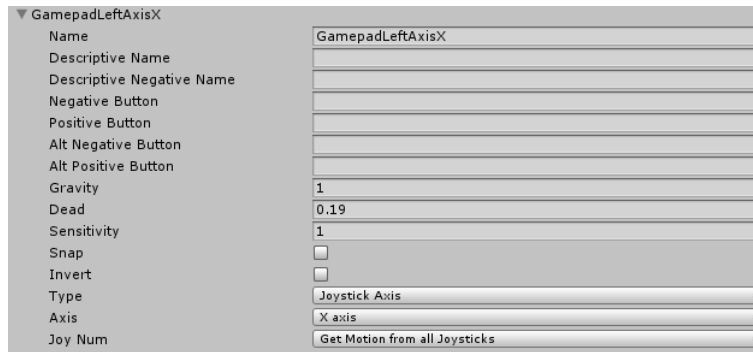 GamepadLeftAxisX
Name GamepadLeftAxisX
Descriptive Name
Descriptive Negative Name
Negative Button
Positive Button
Alt Negative Button
Alt Positive Button
Gravity 1
Dead 0.19
Sensitivity 1
Snap
Invert
Type Joystick Axis
Axis X axis
Joy Num Get Motion from all Joysticks